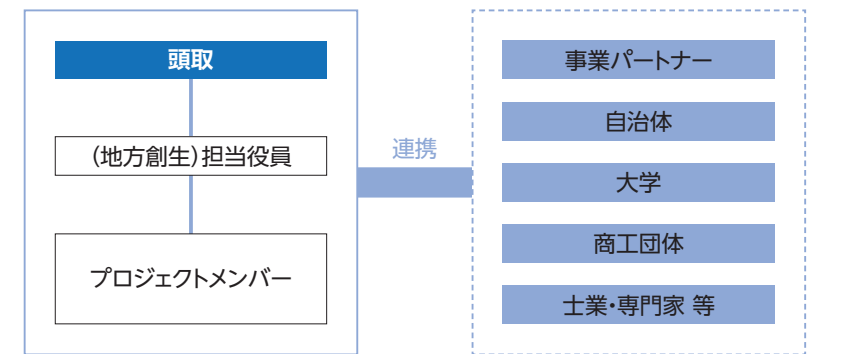 頭取
(地方創生)担当役員
プロジェクトメンバー
連携
事業パートナー
自治体
大学
商工団体
士業・専門家 等